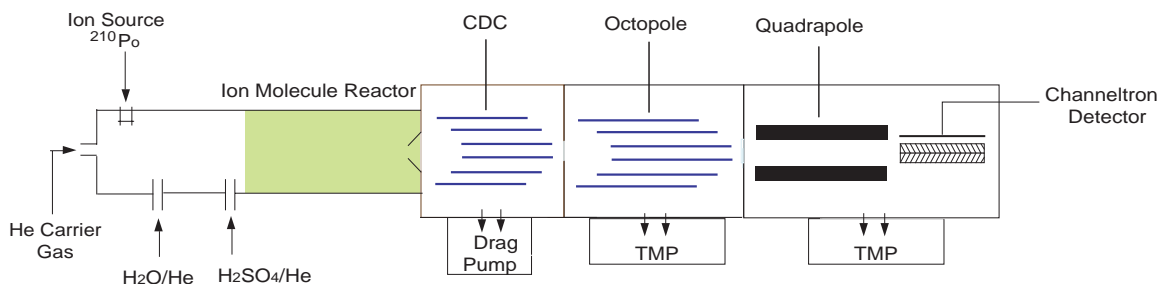 Ion Source
210Po
CDC
Octopole
Quadrapole
Ion Molecule Reactor
Channeltron
Detector
He Carrier
Gas
H2O/He
H2SO4/He
Drag
Pump
TMP
TMP